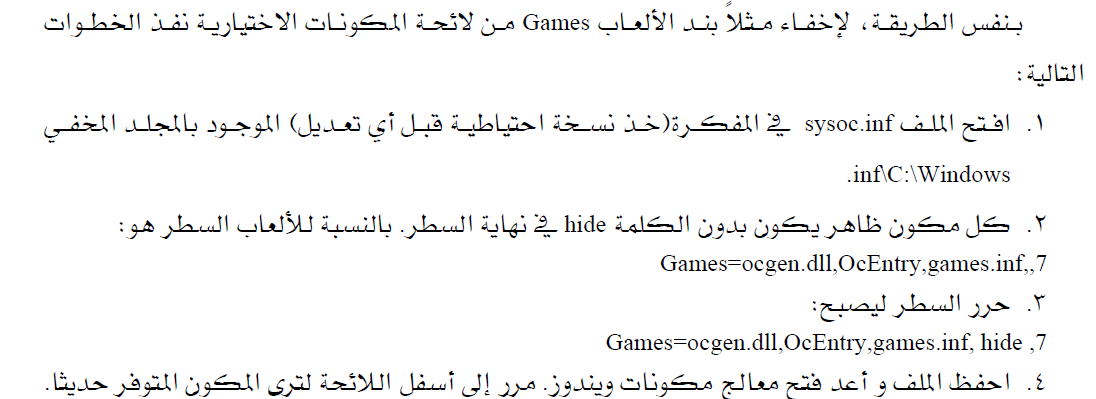 بنفس الطريقة، لإخفاء مثلاً بند الألعاب Games من لائحة المكونات الاختيارية نفذ الخطوات
التالية:
١. افتح الملف sysoc.inf في المفكرة(خذ نسخة احتياطية قبل أي تعديل) الموجود بالمجلد المخفي
inf\C:\Windows.
٢. كل مكون ظاهر يكون بدون الكلمة hide في نهاية السطر. بالنسبة للألعاب السطر هو:
Games=ocgen.dll,OcEntry,games.inf,,7
٣. حرر السطر ليصبح:
Games=ocgen.dll,OcEntry,games.inf, hide ,7
٤. احفظ الملف و أعد فتح معالج مكونات ويندوز. مرر إلى أسفل اللائحة لترى المكون المتوفر حديثا.